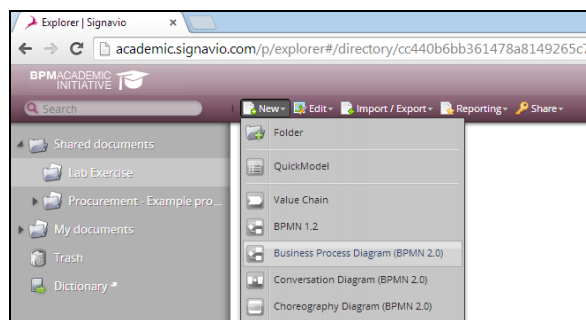 Explorer | Signavio
academic.signavio.com/p/explorer#/directory/cc440b6bb361478a8149265c7
BPMACADEMIC
INITIATIVE
Search
New Edit Import / Export Reporting Share
Shared documents
Lab Exercise
Procurement - Example pro...
My documents
Trash
Dictionary
Folder
QuickModel
Value Chain
BPMN 1.2
Business Process Diagram (BPMN 2.0)
Conversation Diagram (BPMN 2.0)
Choreography Diagram (BPMN 2.0)